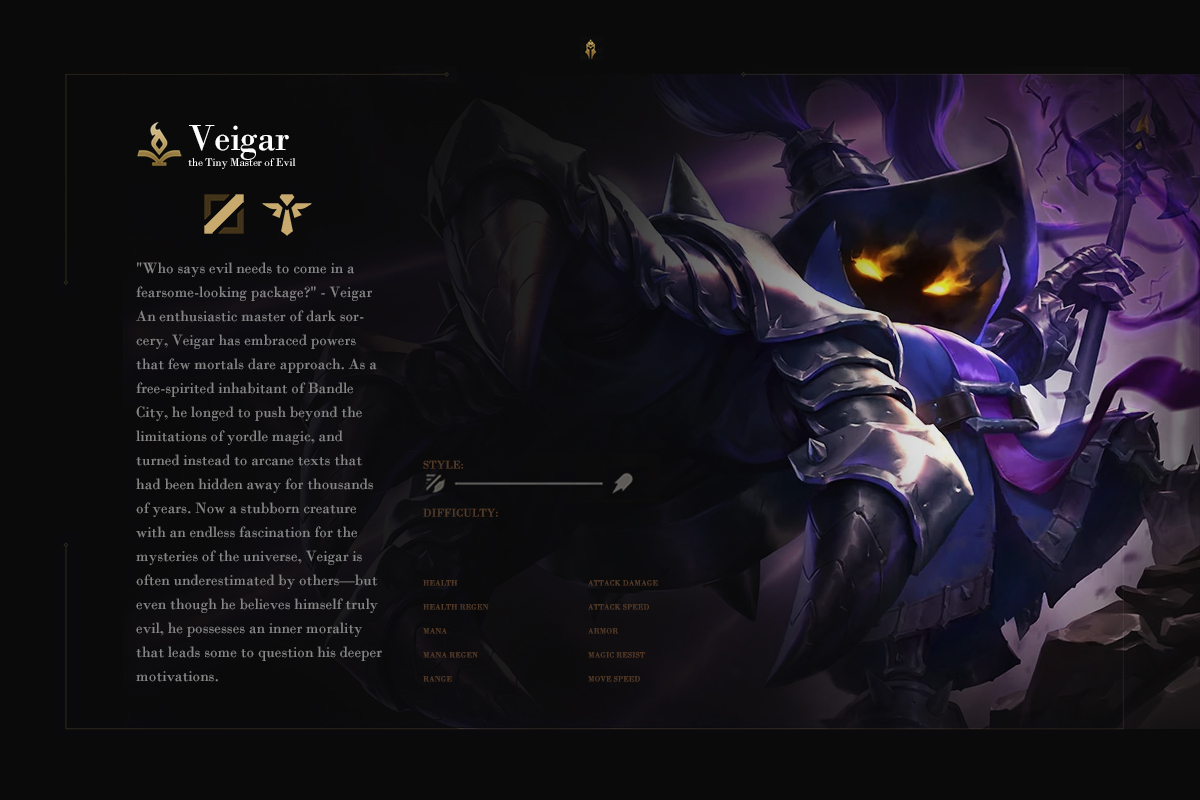 Veigar
the Tiny Master of Evil
"Who says evil needs to come in a
fearsome-looking package?" - Veigar
An enthusiastic master of dark sor-
cery, Veigar has embraced powers
that few mortals dare approach. As a
free-spirited inhabitant of Bandle
City, he longed to push beyond the
limitations of yordle magic, and
turned instead to arcane texts that
had been hidden away for thousands
of years. Now a stubborn creature
with an endless fascination for the
mysteries of the universe, Veigar is
often underestimated by others—but
even though he believes himself truly
evil, he possesses an inner morality
that leads some to question his deeper
motivations.
STYLE:
DIFFICULTY:
HEALTH
HEALTH REGEN
MANA
MANA REGEN
RANGE
ATTACK DAMAGE
ATTACK SPEED
ARMOR
MAGIC RESIST
MOVE SPEED